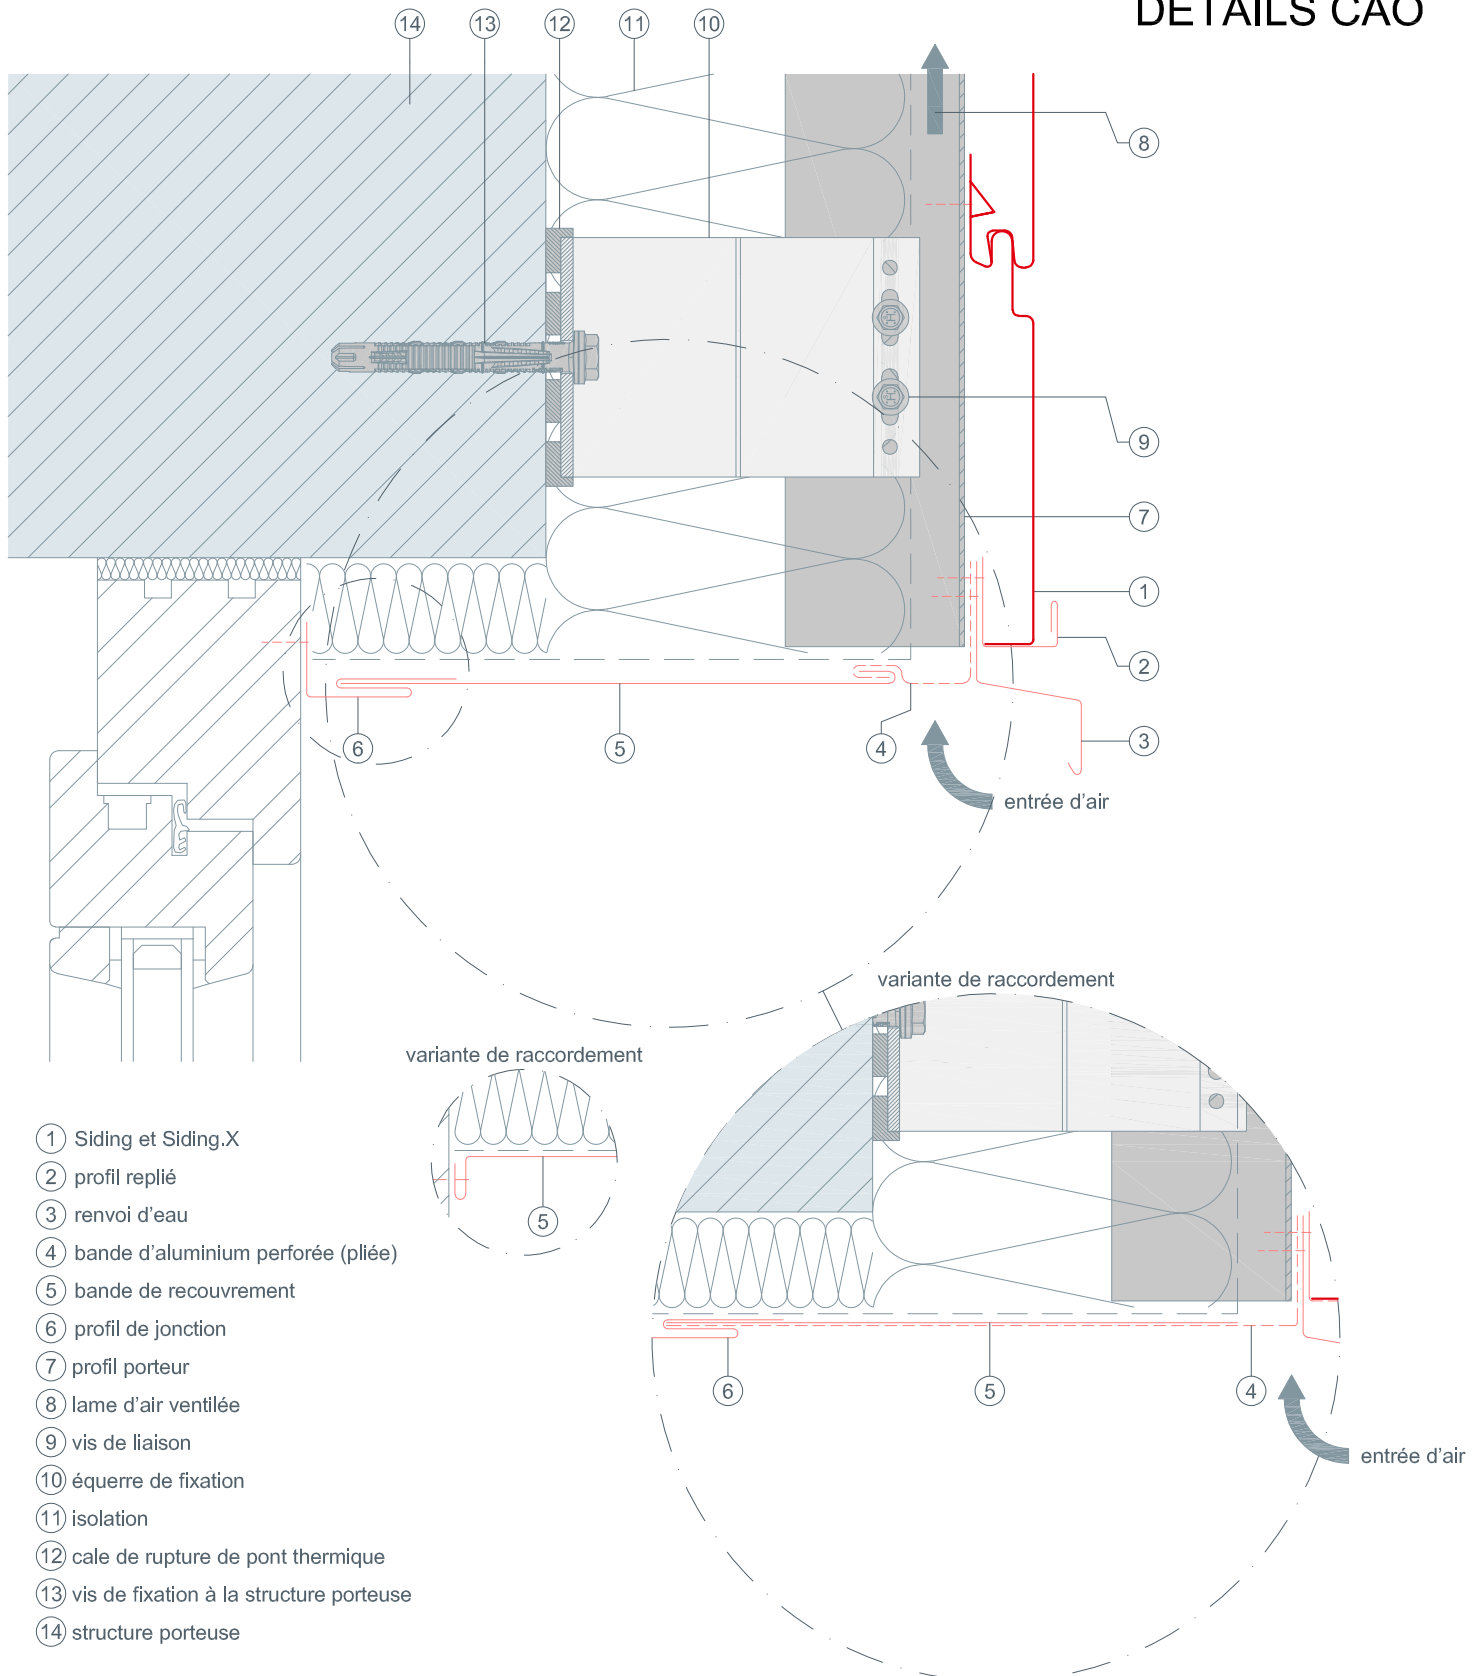 DÉTAILS CAO
14 13 12 11 10
8
9
7
1
2
6 5 4 3
entrée d'air
variante de raccordement
variante de raccordement
5
6 5 4
entrée d'air
1 Siding et Siding.X
2 profil replié
3 renvoi d'eau
4 bande d'aluminium perforée (pliée)
5 bande de recouvrement
6 profil de jonction
7 profil porteur
8 lame d'air ventilée
9 vis de liaison
10 équerre de fixation
11 isolation
12 cale de rupture de pont thermique
13 vis de fixation à la structure porteuse
14 structure porteuse